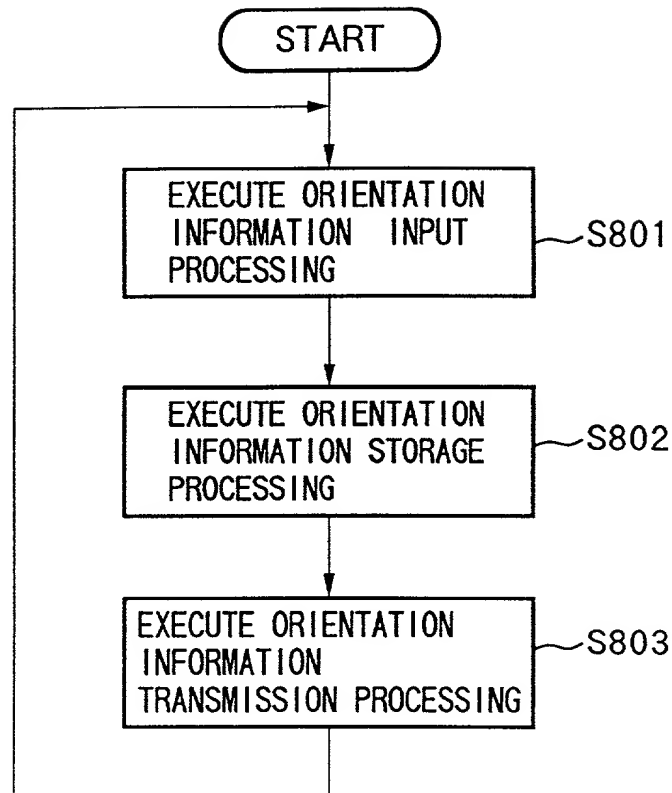 START
EXECUTE ORIENTATION
INFORMATION INPUT
PROCESSING
S801
EXECUTE ORIENTATION
INFORMATION STORAGE
PROCESSING
S802
EXECUTE ORIENTATION
INFORMATION
TRANSMISSION PROCESSING
S803